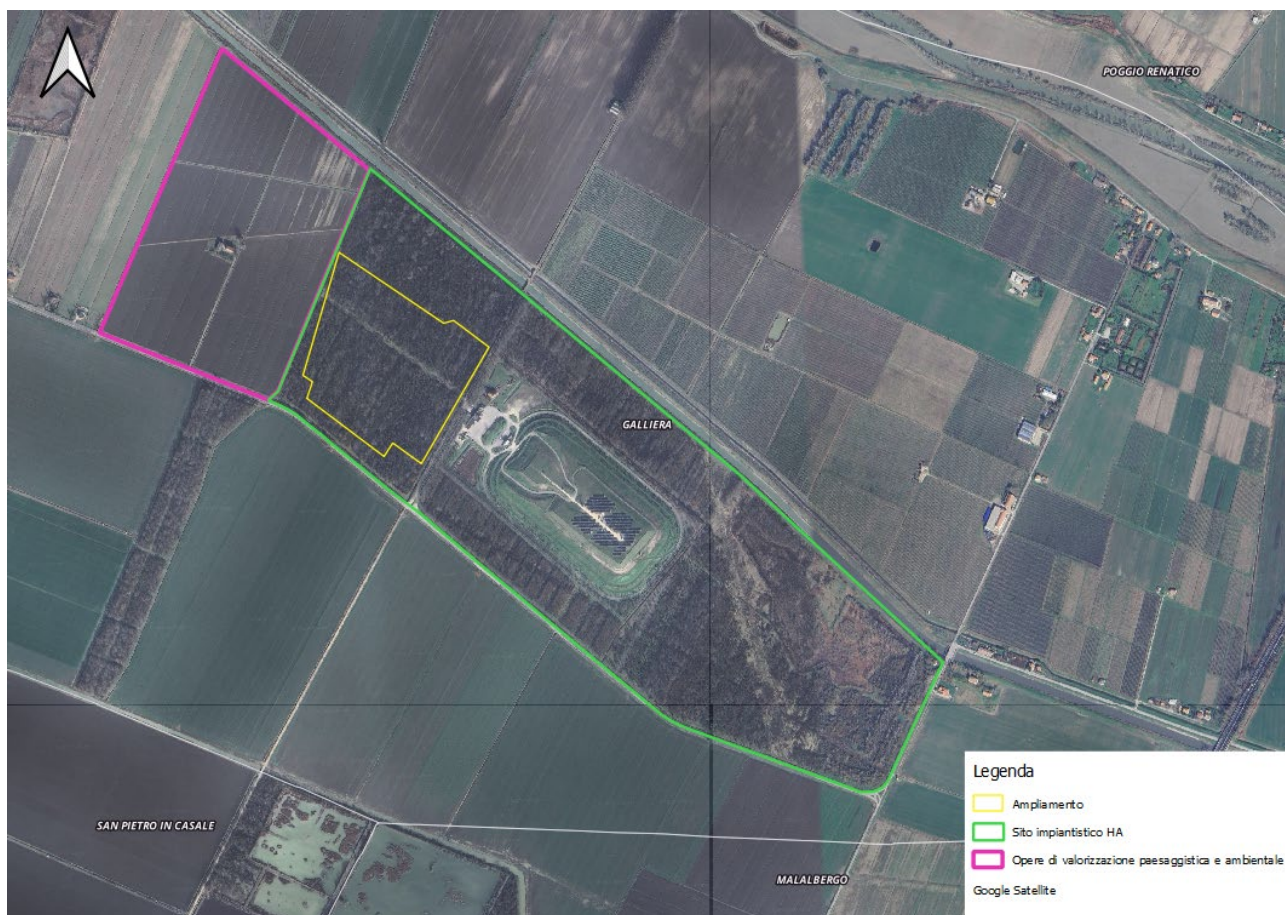 POGGIO RENATICO
GALLIERA
SAN PIETRO IN CASALE
MALALBERGO
Legenda
Ampliamento
Sito impiantistico HA
Opere di valorizzazione paesaggistica e ambientale
Google Satellite